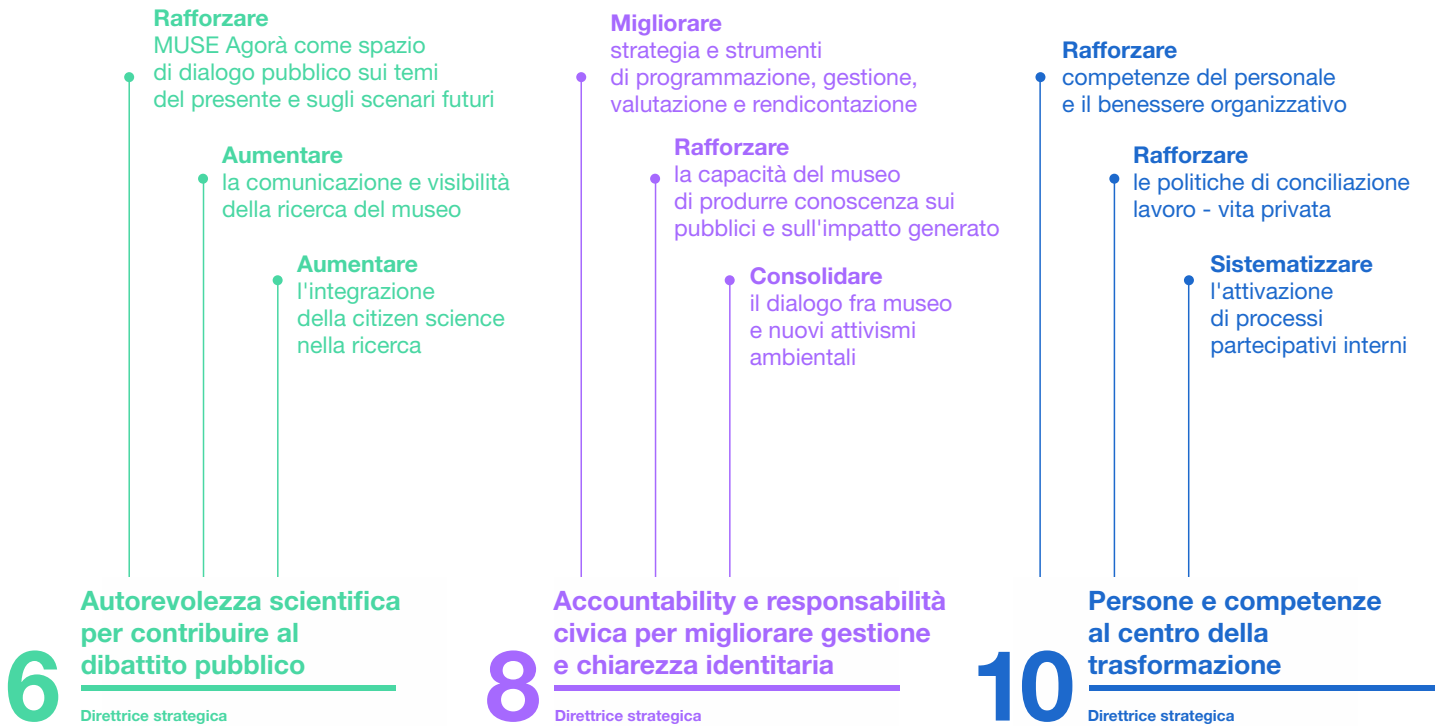 Rafforzare
MUSE Agorà come spazio
di dialogo pubblico sui temi
del presente e sugli scenari futuri
Aumentare
la comunicazione e visibilità
della ricerca del museo
Aumentare
l'integrazione
della citizen science
nella ricerca
6
Autorevolezza scientifica
per contribuire al
dibattito pubblico
Direttrice strategica
Migliorare
strategia e strumenti
di programmazione, gestione,
valutazione e rendicontazione
Rafforzare
la capacità del museo
di produrre conoscenza sui
pubblici e sull'impatto generato
Consolidare
il dialogo fra museo
e nuovi attivismi
ambientali
8
Accountability e responsabilità
civica per migliorare gestione
e chiarezza identitaria
Direttrice strategica
Rafforzare
competenze del personale
e il benessere organizzativo
Rafforzare
le politiche di conciliazione
lavoro - vita privata
Sistematizzare
l'attivazione
di processi
partecipativi interni
10
Persone e competenze
al centro della
trasformazione
Direttrice strategica